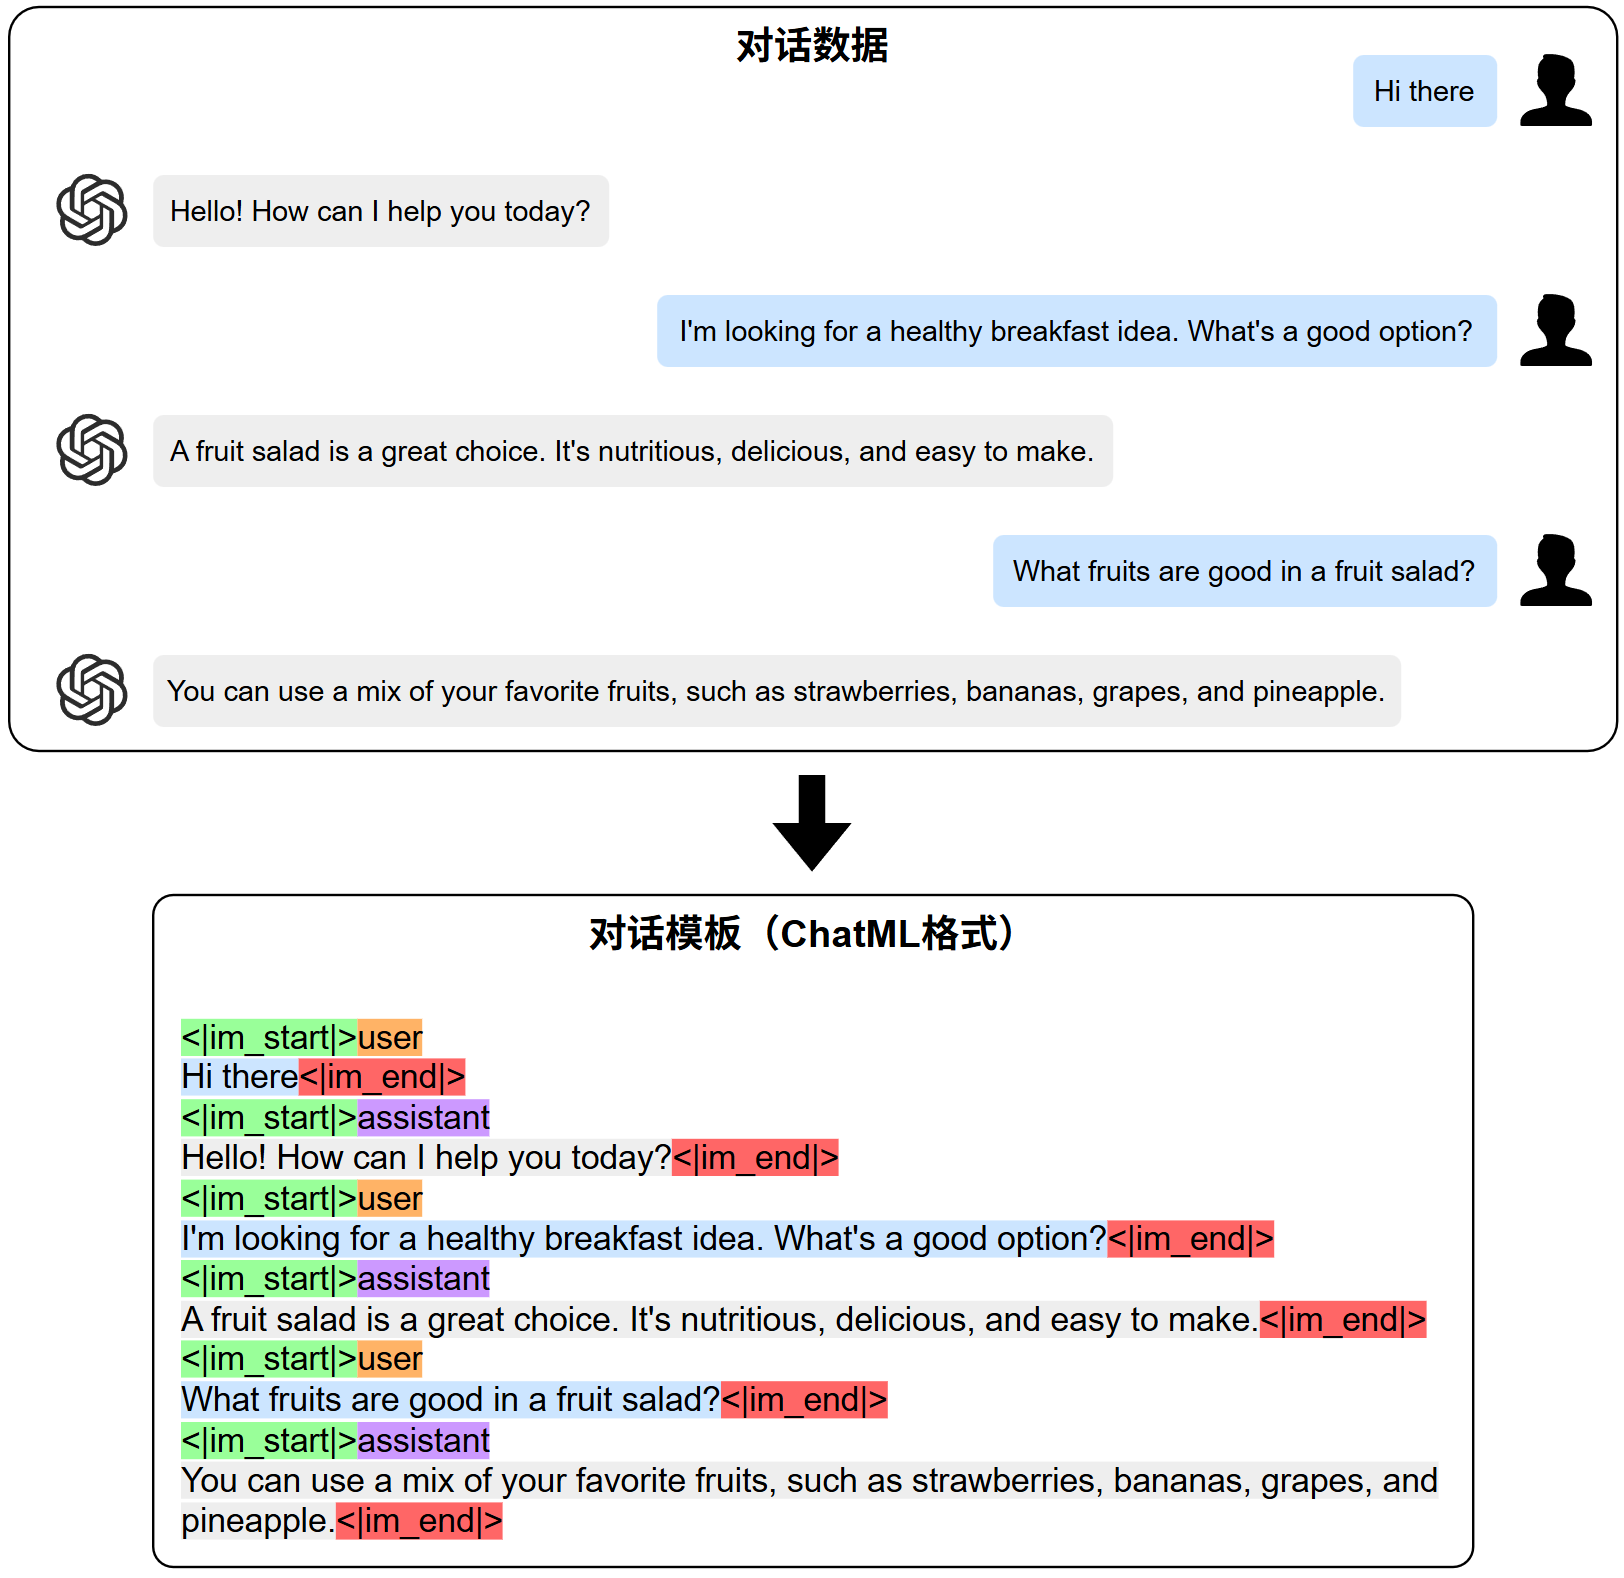 对话数据
Hi there
Hello! How can I help you today?
I'm looking for a healthy breakfast idea. What's a good option?
A fruit salad is a great choice. It's nutritious, delicious, and easy to make.
What fruits are good in a fruit salad?
You can use a mix of your favorite fruits, such as strawberries, bananas, grapes, and pineapple.
对话模板（ChatML格式）
<|im_start|>user
Hi there<|im_end|>
<|im_start|>assistant
Hello! How can I help you today?<|im_end|>
<|im_start|>user
I'm looking for a healthy breakfast idea. What's a good option?<|im_end|>
<|im_start|>assistant
A fruit salad is a great choice. It's nutritious, delicious, and easy to make.<|im_end|>
<|im_start|>user
What fruits are good in a fruit salad?<|im_end|>
<|im_start|>assistant
You can use a mix of your favorite fruits, such as strawberries, bananas, grapes, and
pineapple.<|im_end|>